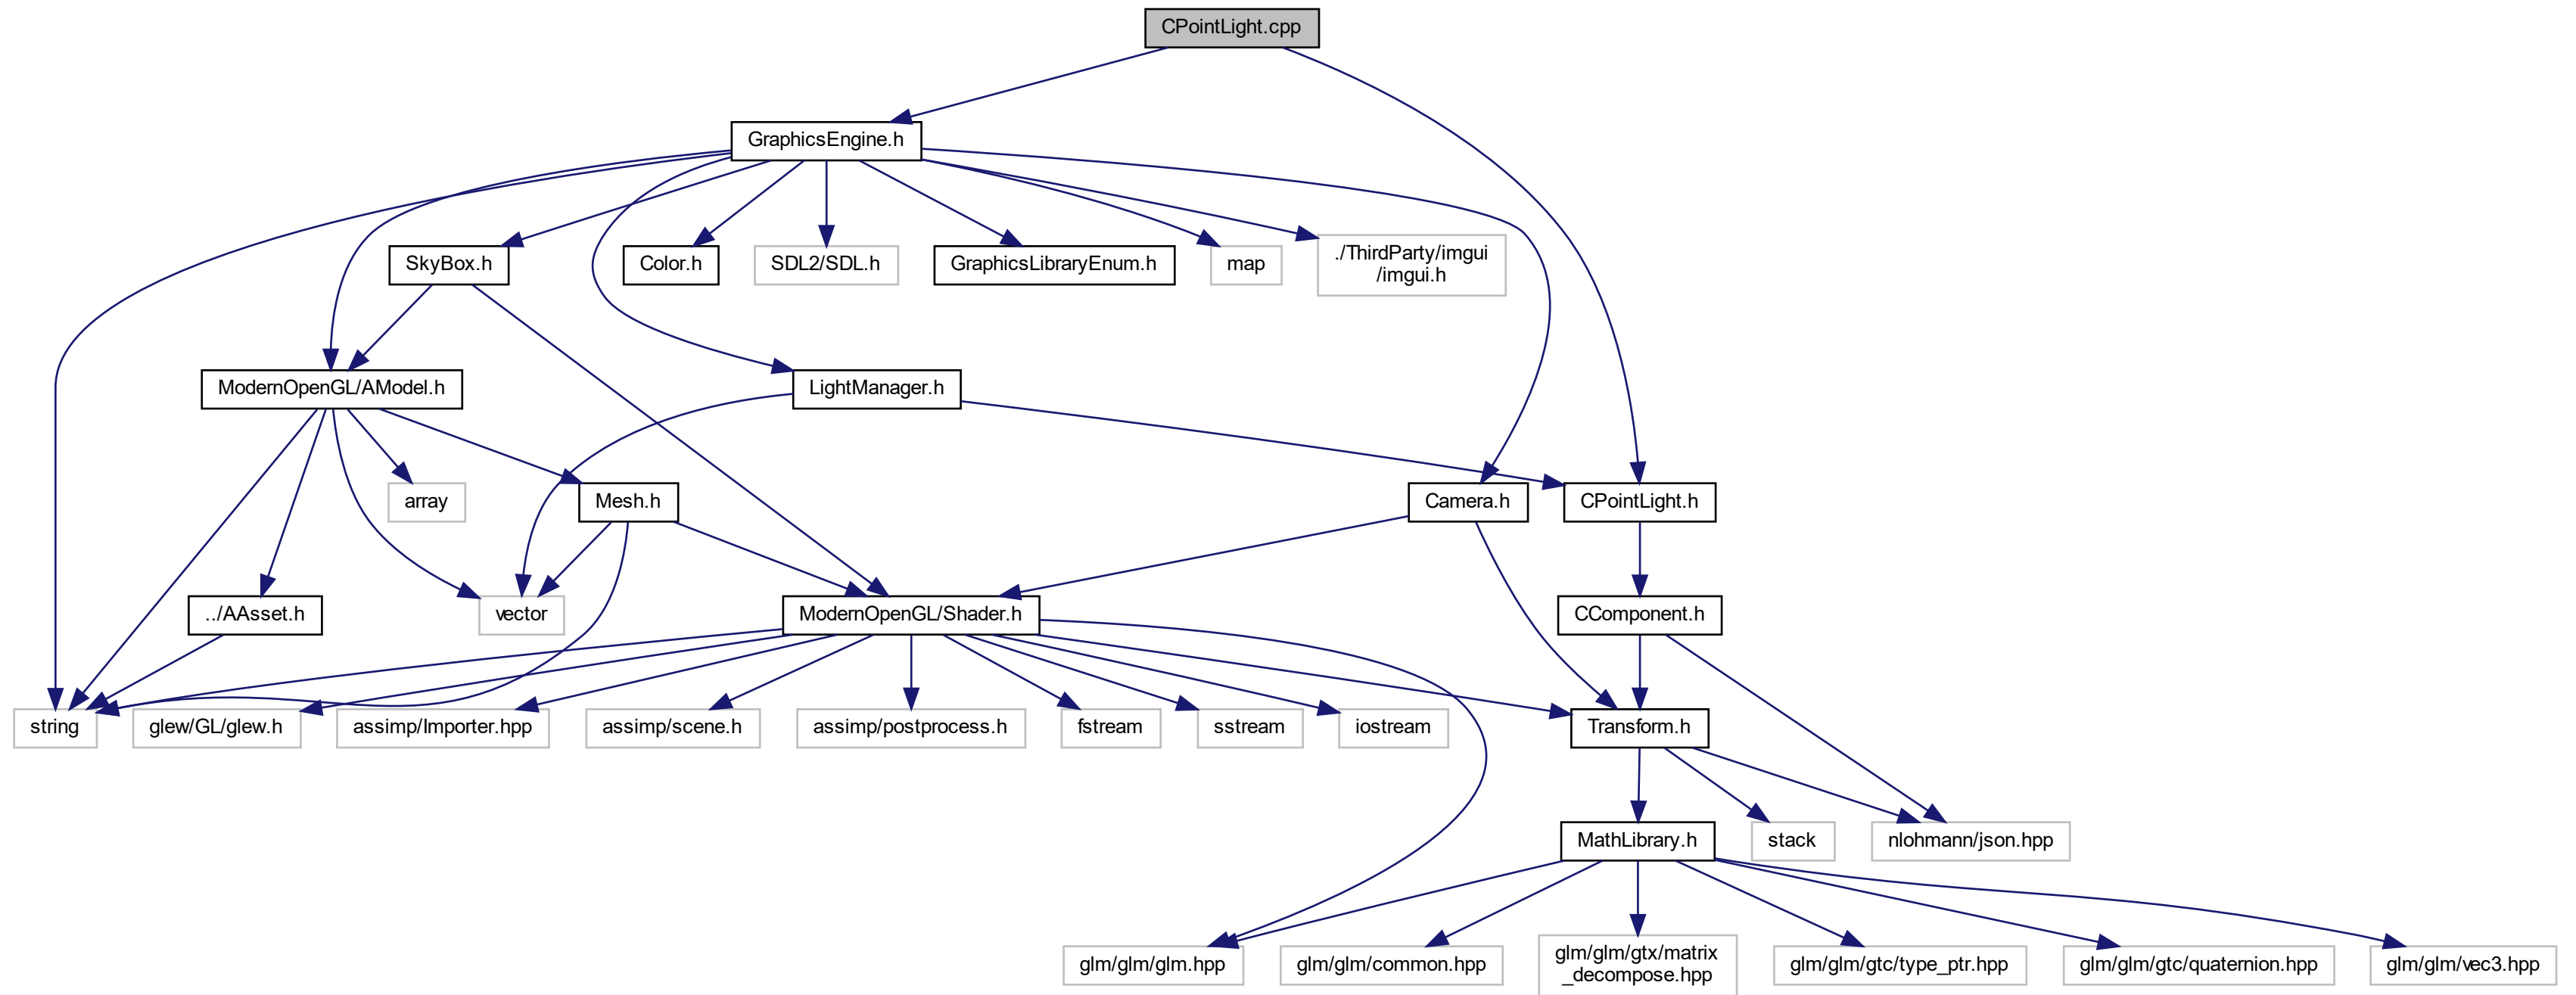 CPointLight.cpp
GraphicsEngine.h
SkyBox.h
Color.h
SDL2/SDL.h
GraphicsLibraryEnum.h
map
./ThirdParty/imgui
/imgui.h
ModernOpenGL/AModel.h
LightManager.h
array
Mesh.h
Camera.h
CPointLight.h
../AAsset.h
vector
ModernOpenGL/Shader.h
CComponent.h
string
glew/GL/glew.h
assimp/Importer.hpp
assimp/scene.h
assimp/postprocess.h
fstream
sstream
iostream
Transform.h
MathLibrary.h
stack
nlohmann/json.hpp
glm/glm/glm.hpp
glm/glm/common.hpp
glm/glm/gtx/matrix
_decompose.hpp
glm/glm/gtc/type_ptr.hpp
glm/glm/gtc/quaternion.hpp
glm/glm/vec3.hpp